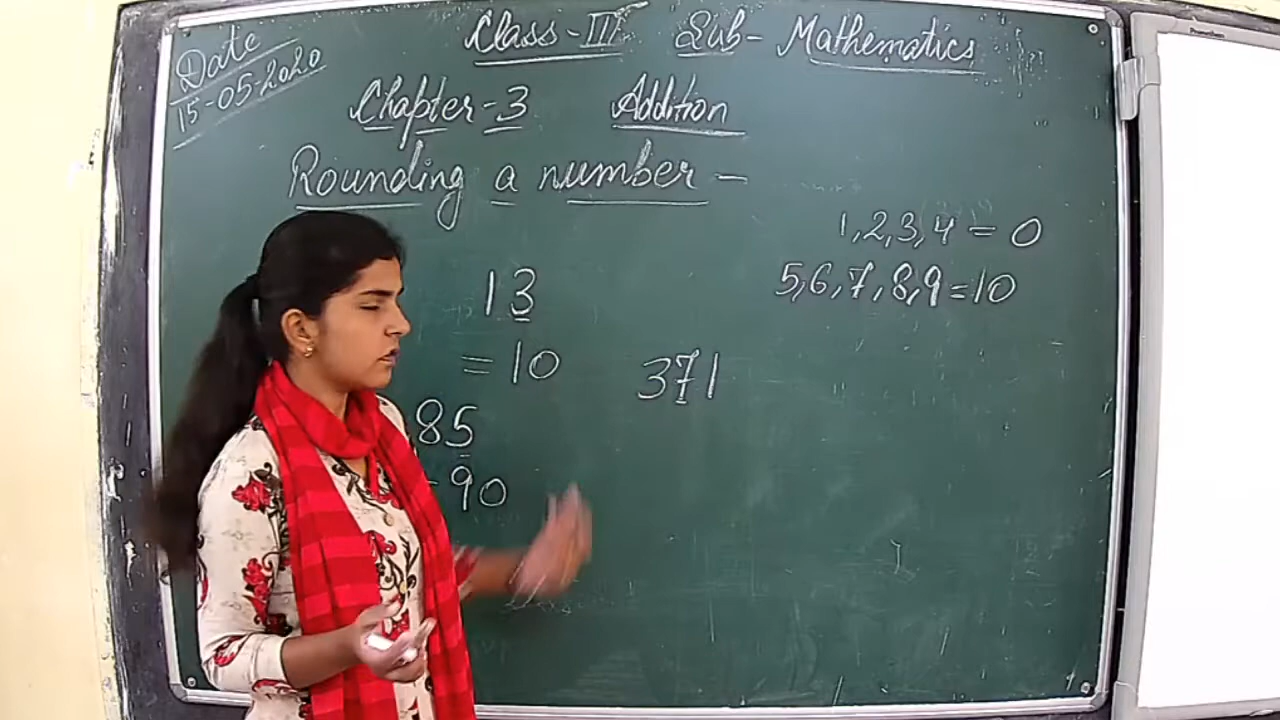 Date
15-05-2020
Class-III Sub- Mathematics
Chapter-3 Addition
Rounding a number -
1,2,3,4 = 0
5,6,7,8,9=10
13
= 10
371
85
- 90